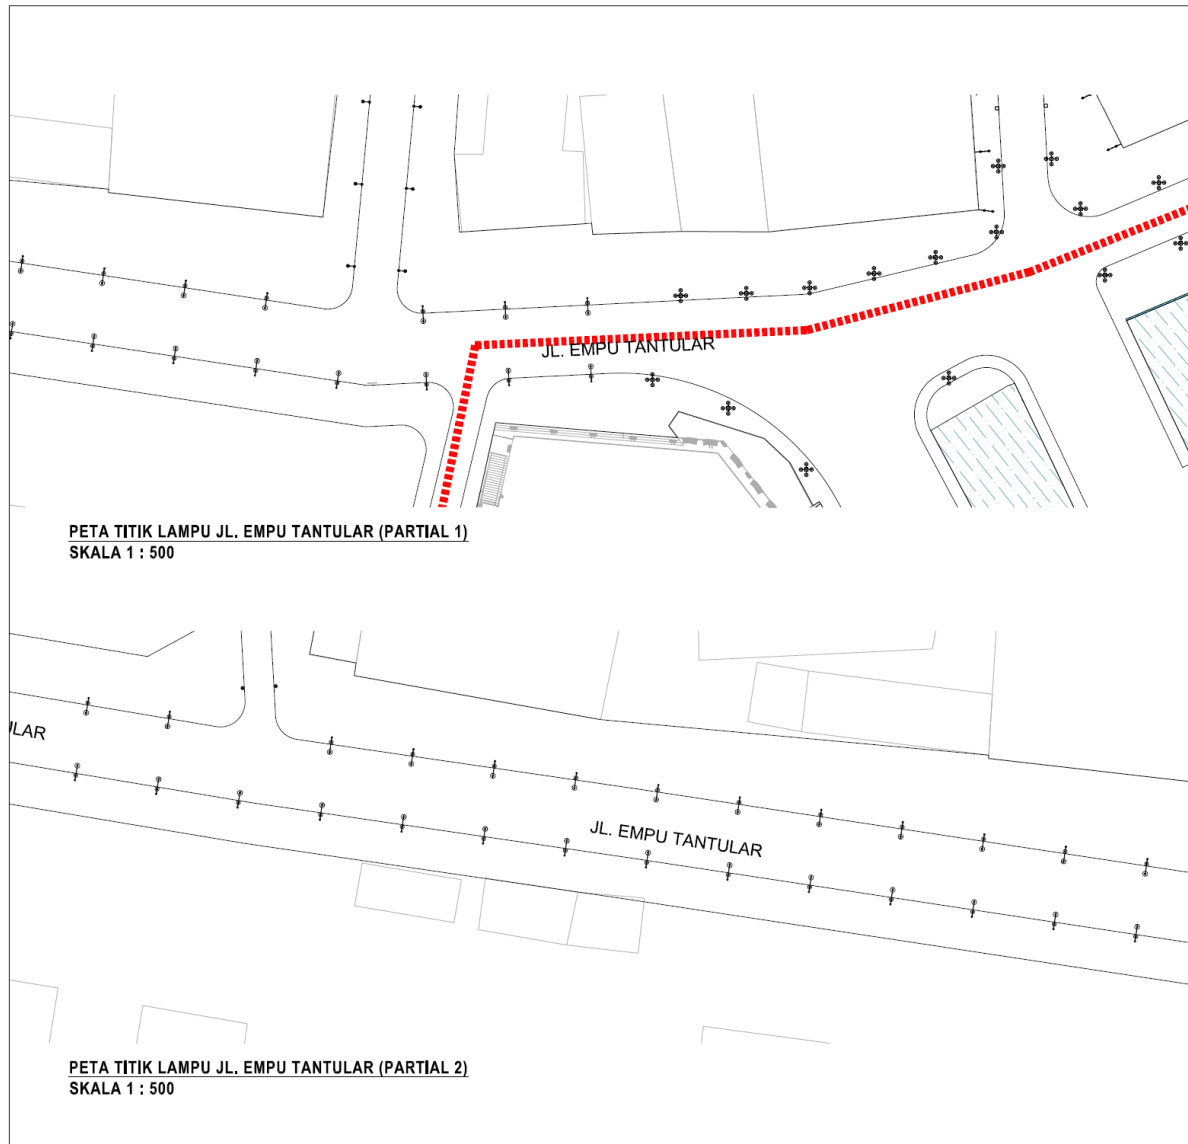 JL. EMPU TANTULAR
PETA TITIK LAMPU JL. EMPU TANTULAR (PARTIAL 1)
SKALA 1 : 500
ULAR
JL. EMPU TANTULAR
PETA TITIK LAMPU JL. EMPU TANTULAR (PARTIAL 2)
SKALA 1 : 500